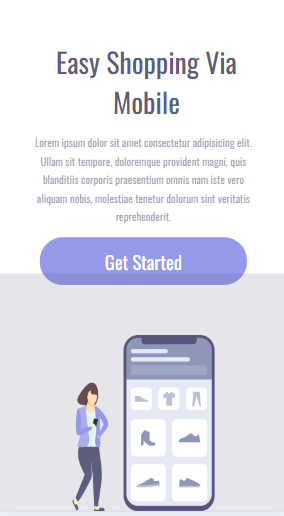 Easy Shopping Via
Mobile
Lorem ipsum dolor sit amet consectetur adipisicing elit.
Ullam sit tempore, doloremque provident magni, quis
blanditiis corporis praesentium omnis nam iste vero
aliquam nobis, molestiae tenetur dolorum sint veritatis
reprehenderit.
Get Started